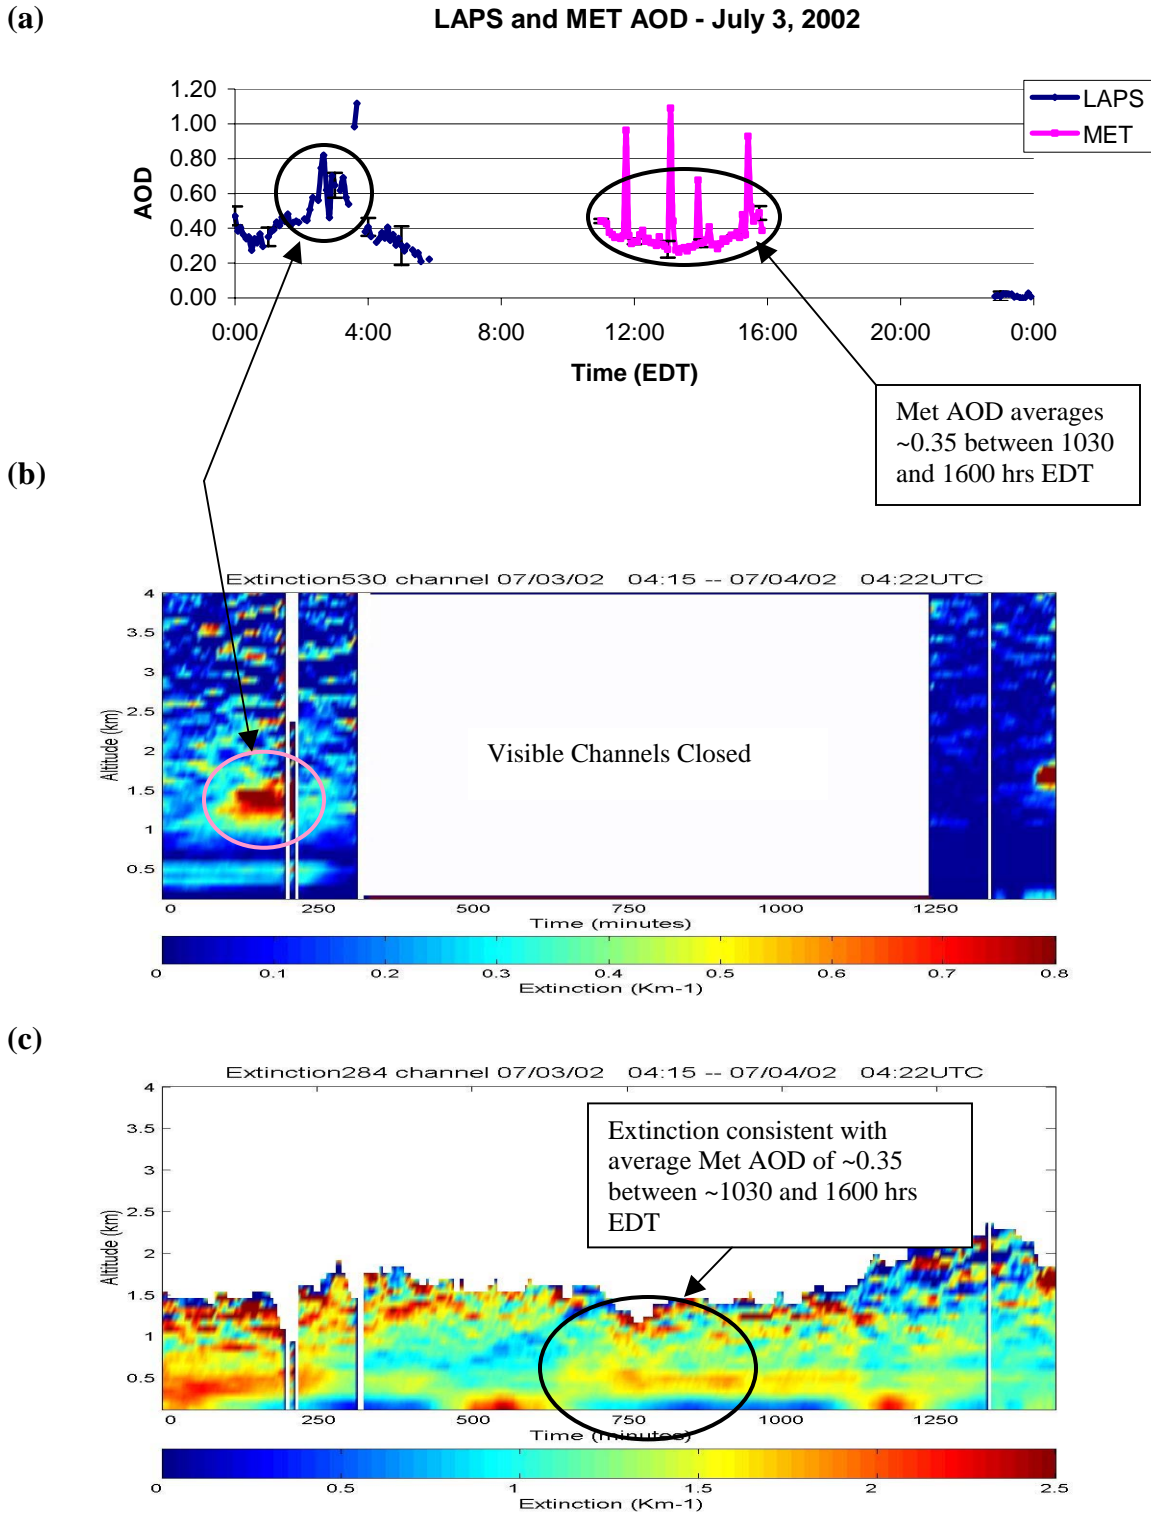 (a)
LAPS and MET AOD - July 3, 2002
1.20
1.00
0.80
0.60
0.40
0.20
0.00
AOD
LAPS
MET
0:00 4:00 8:00 12:00 16:00 20:00 0:00
Time (EDT)
Met AOD averages
~0.35 between 1030
and 1600 hrs EDT
(b)
Extinction530 channel 07/03/02 04:15 -- 07/04/02 04:22UTC
4
3.5
3
2.5
2
1.5
1
0.5
Altitude (km)
Visible Channels Closed
0 250 500 750 1000 1250
Time (minutes)
0 0.1 0.2 0.3 0.4 0.5 0.6 0.7 0.8
Extinction (Km-1)
(c)
Extinction284 channel 07/03/02 04:15 -- 07/04/02 04:22UTC
4
3.5
3
2.5
2
1.5
1
0.5
Altitude (km)
Extinction consistent with
average Met AOD of ~0.35
between ~1030 and 1600 hrs
EDT
0 250 500 750 1000 1250
Time (minutes)
0 0.5 1 1.5 2 2.5
Extinction (Km-1)